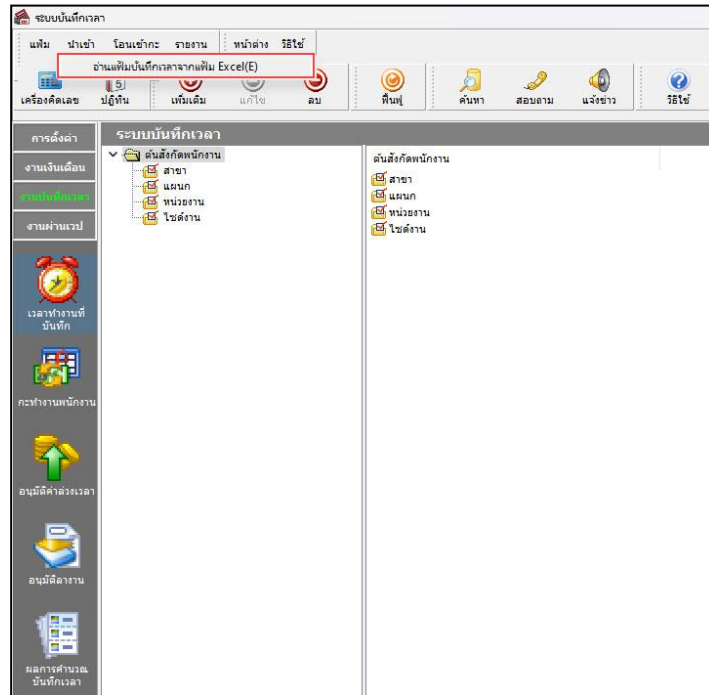 ระบบบันทึกเวลา
แฟ้ม นำเข้า โอนเข้ากะ รายงาน หน้าต่าง วิธีใช้
อ่านแฟ้มบันทึกเวลาจากแฟ้ม Excel(E)
5
เครื่องคิดเลข ปฏิทิน เพิ่มเติม แก้ไข ลบ ฟื้นฟู ค้นหา สอบถาม แจ้งข่าว วิธีใช้
การตั้งค่า
งานเงินเดือน
งานบันทึกเวลา
งานผ่านเวป
เวลาทำงานที่
บันทึก
กะทำงานพนักงาน
อนุมัติค่าล่วงเวลา
อนุมัติลางาน
ผลการคำนวณ
บันทึกเวลา
ระบบบันทึกเวลา
ต้นสังกัดพนักงาน
สาขา
แผนก
หน่วยงาน
ไซด์งาน
ต้นสังกัดพนักงาน
สาขา
แผนก
หน่วยงาน
ไซด์งาน